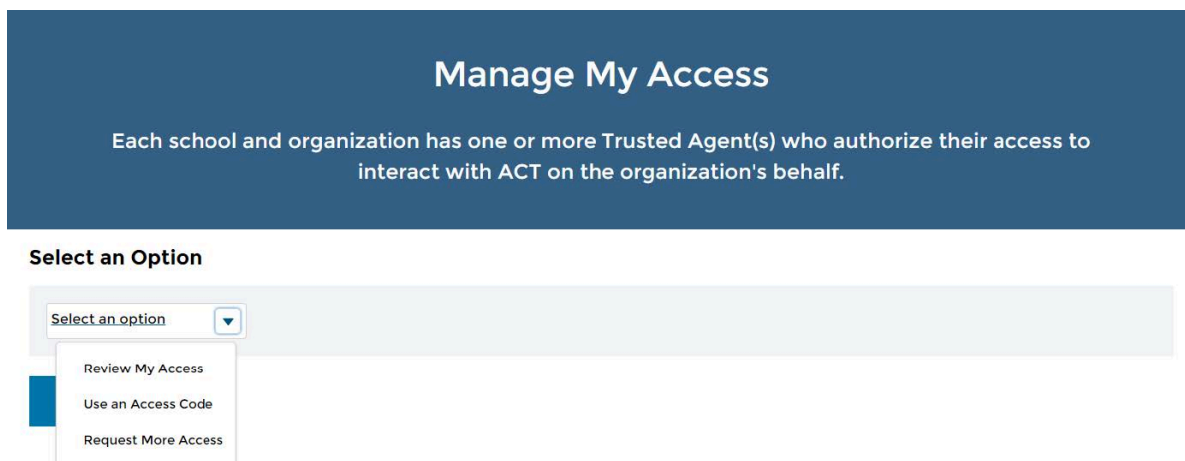 Manage My Access
Each school and organization has one or more Trusted Agent(s) who authorize their access to
interact with ACT on the organization's behalf.
Select an Option
Select an option
Review My Access
Use an Access Code
Request More Access